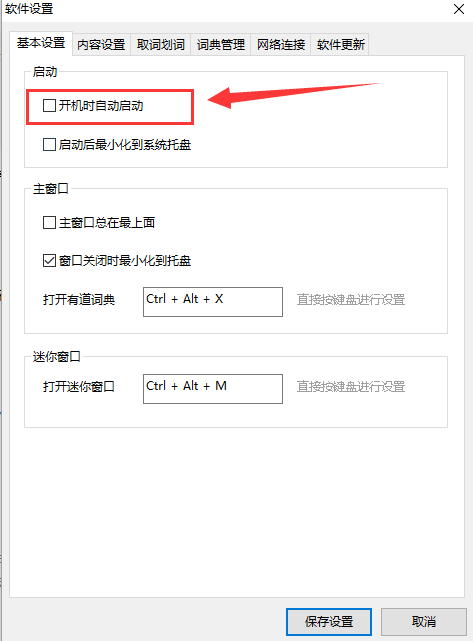 软件设置
基本设置 内容设置 取词划词 词典管理 网络连接 软件更新
启动
开机时自动启动
启动后最小化到系统托盘
主窗口
主窗口总在最上面
窗口关闭时最小化到托盘
打开有道词典 Ctrl + Alt + X 直接按键盘进行设置
迷你窗口
打开迷你窗口 Ctrl + Alt + M 直接按键盘进行设置
保存设置 取消